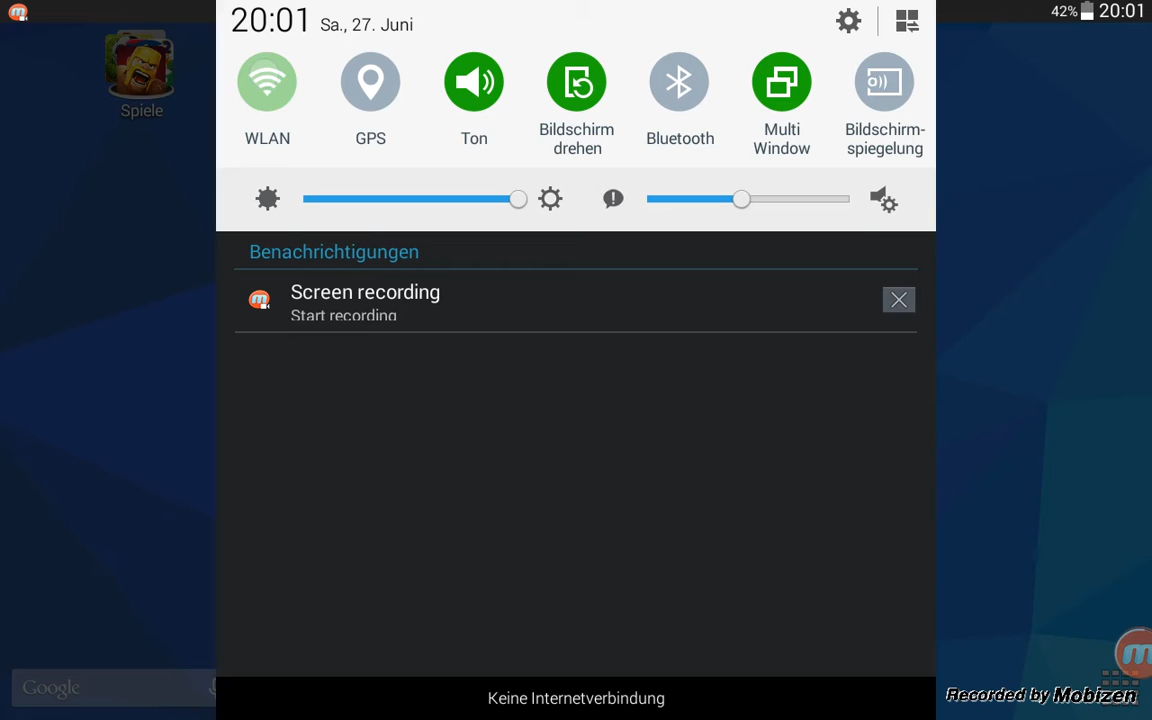 20:01 Sa., 27. Juni
42% 20:01
Spiele
WLAN
GPS
Ton
Bildschirm
drehen
Bluetooth
Multi
Window
Bildschirm-
spiegelung
Benachrichtigungen
Screen recording
Start recording
Google
Keine Internetverbindung
Recorded by Mobizen